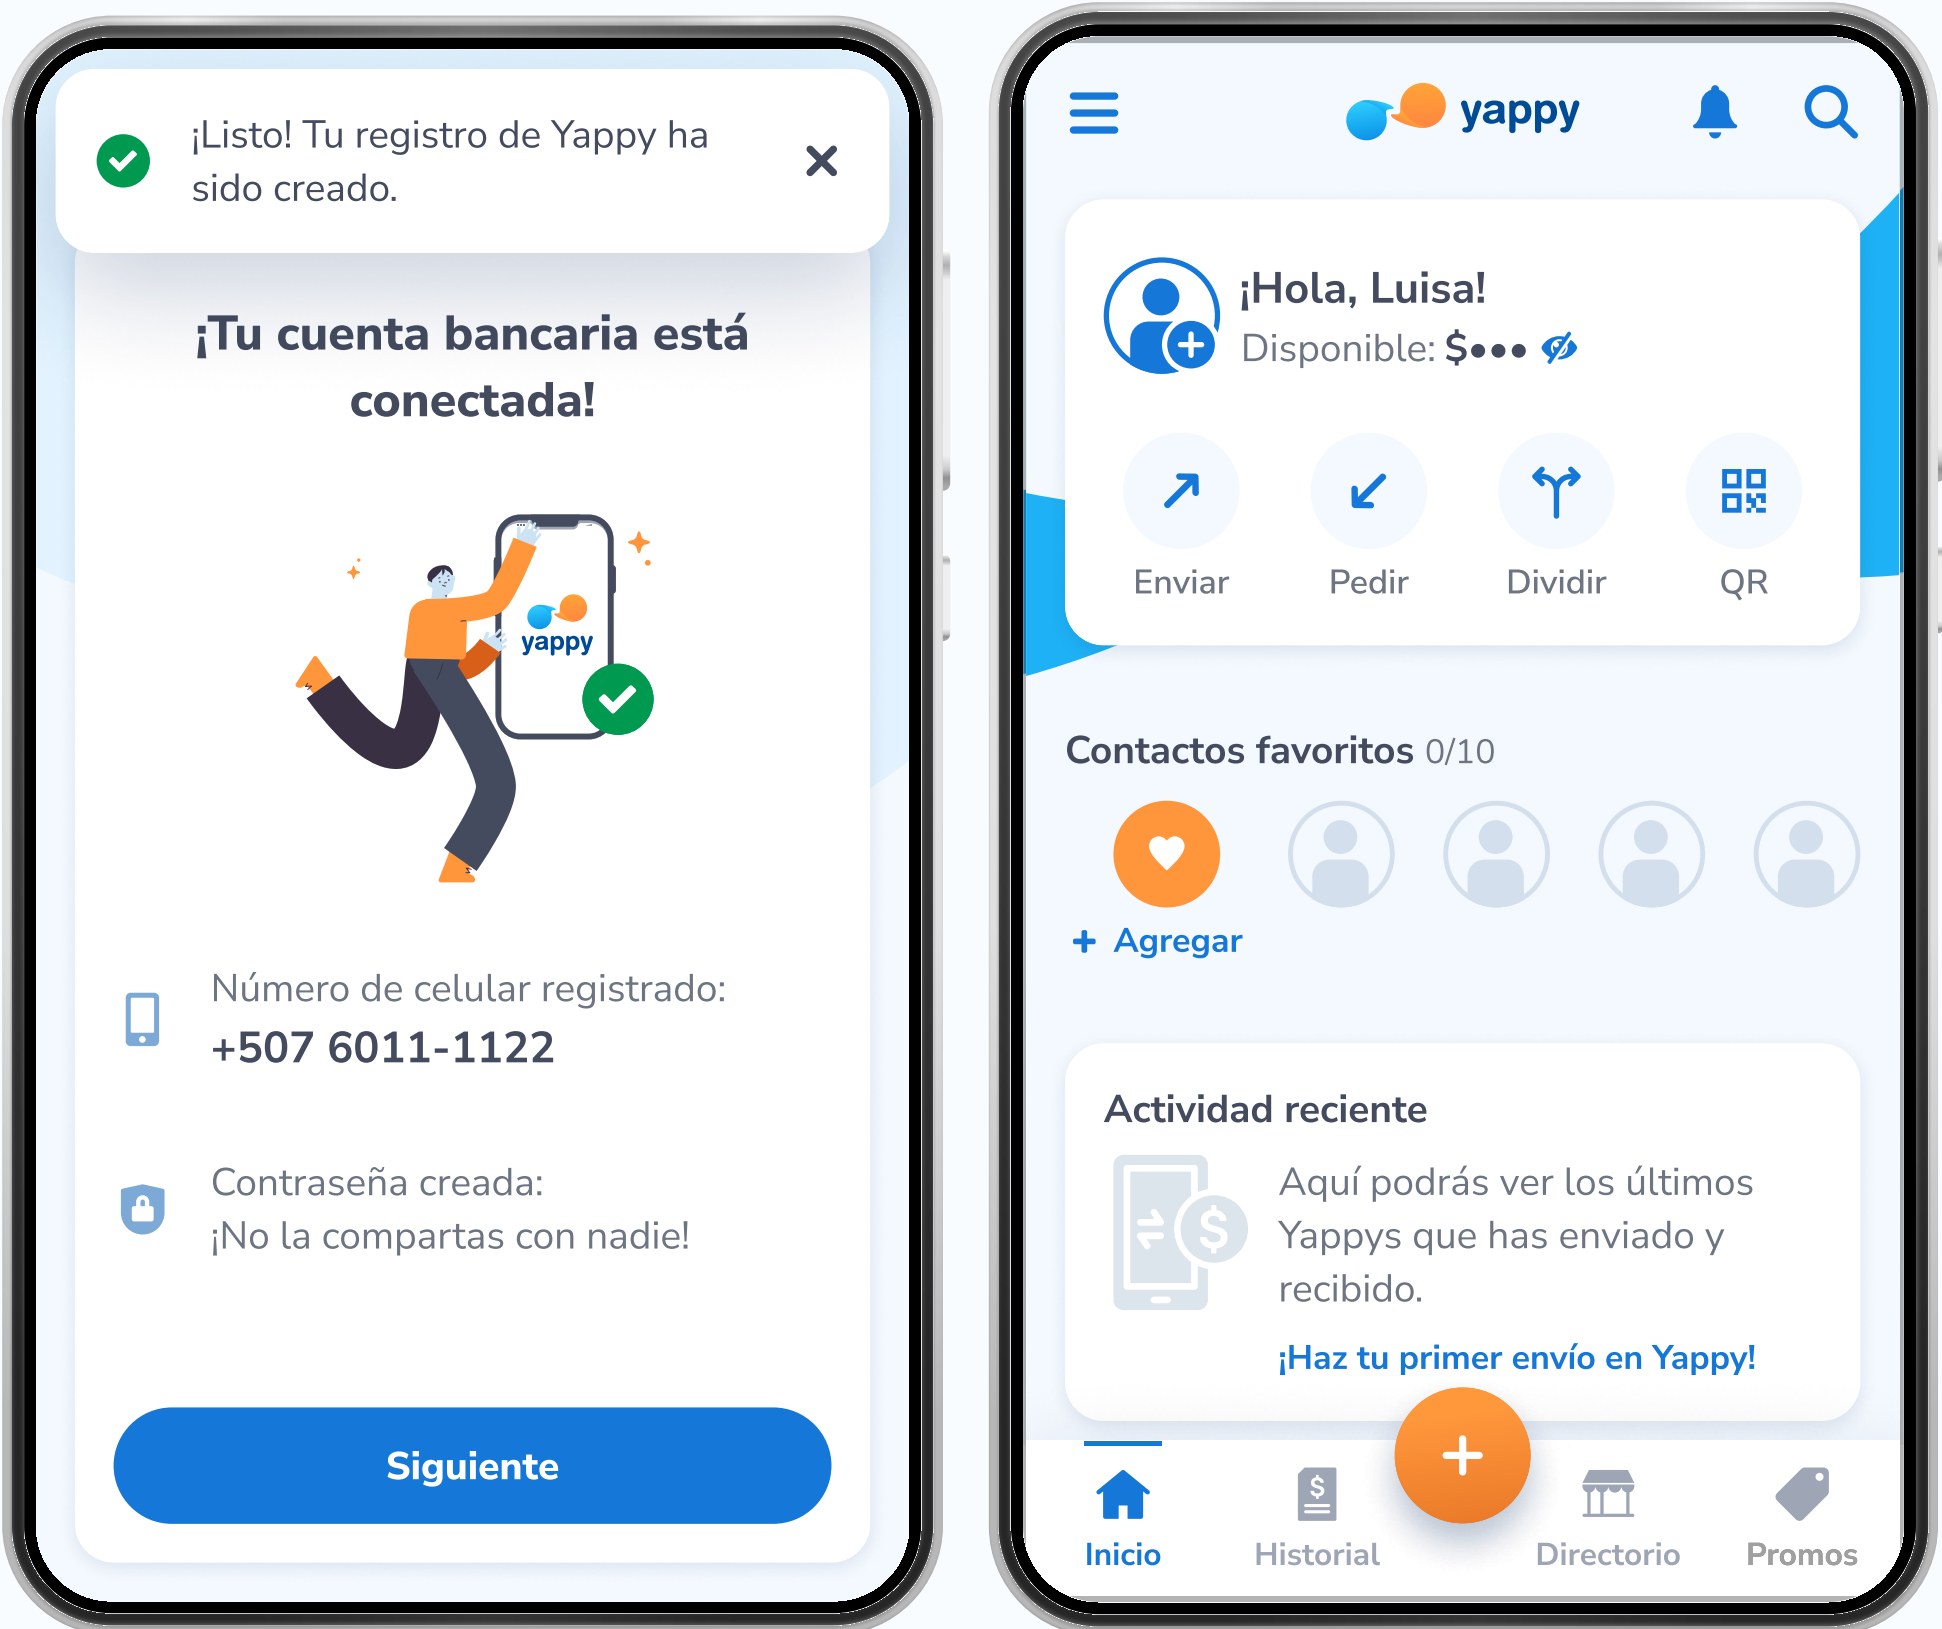 ¡Listo! Tu registro de Yappy ha
sido creado.
¡Tu cuenta bancaria está
conectada!
yappy
Número de celular registrado:
+507 6011-1122
Contraseña creada:
¡No la compartas con nadie!
Siguiente
yappy
¡Hola, Luisa!
Disponible: $•••
Enviar Pedir Dividir QR
Contactos favoritos 0/10
+ Agregar
Actividad reciente
Aquí podrás ver los últimos
Yappys que has enviado y
recibido.
¡Haz tu primer envío en Yappy!
Inicio Historial Directorio Promos